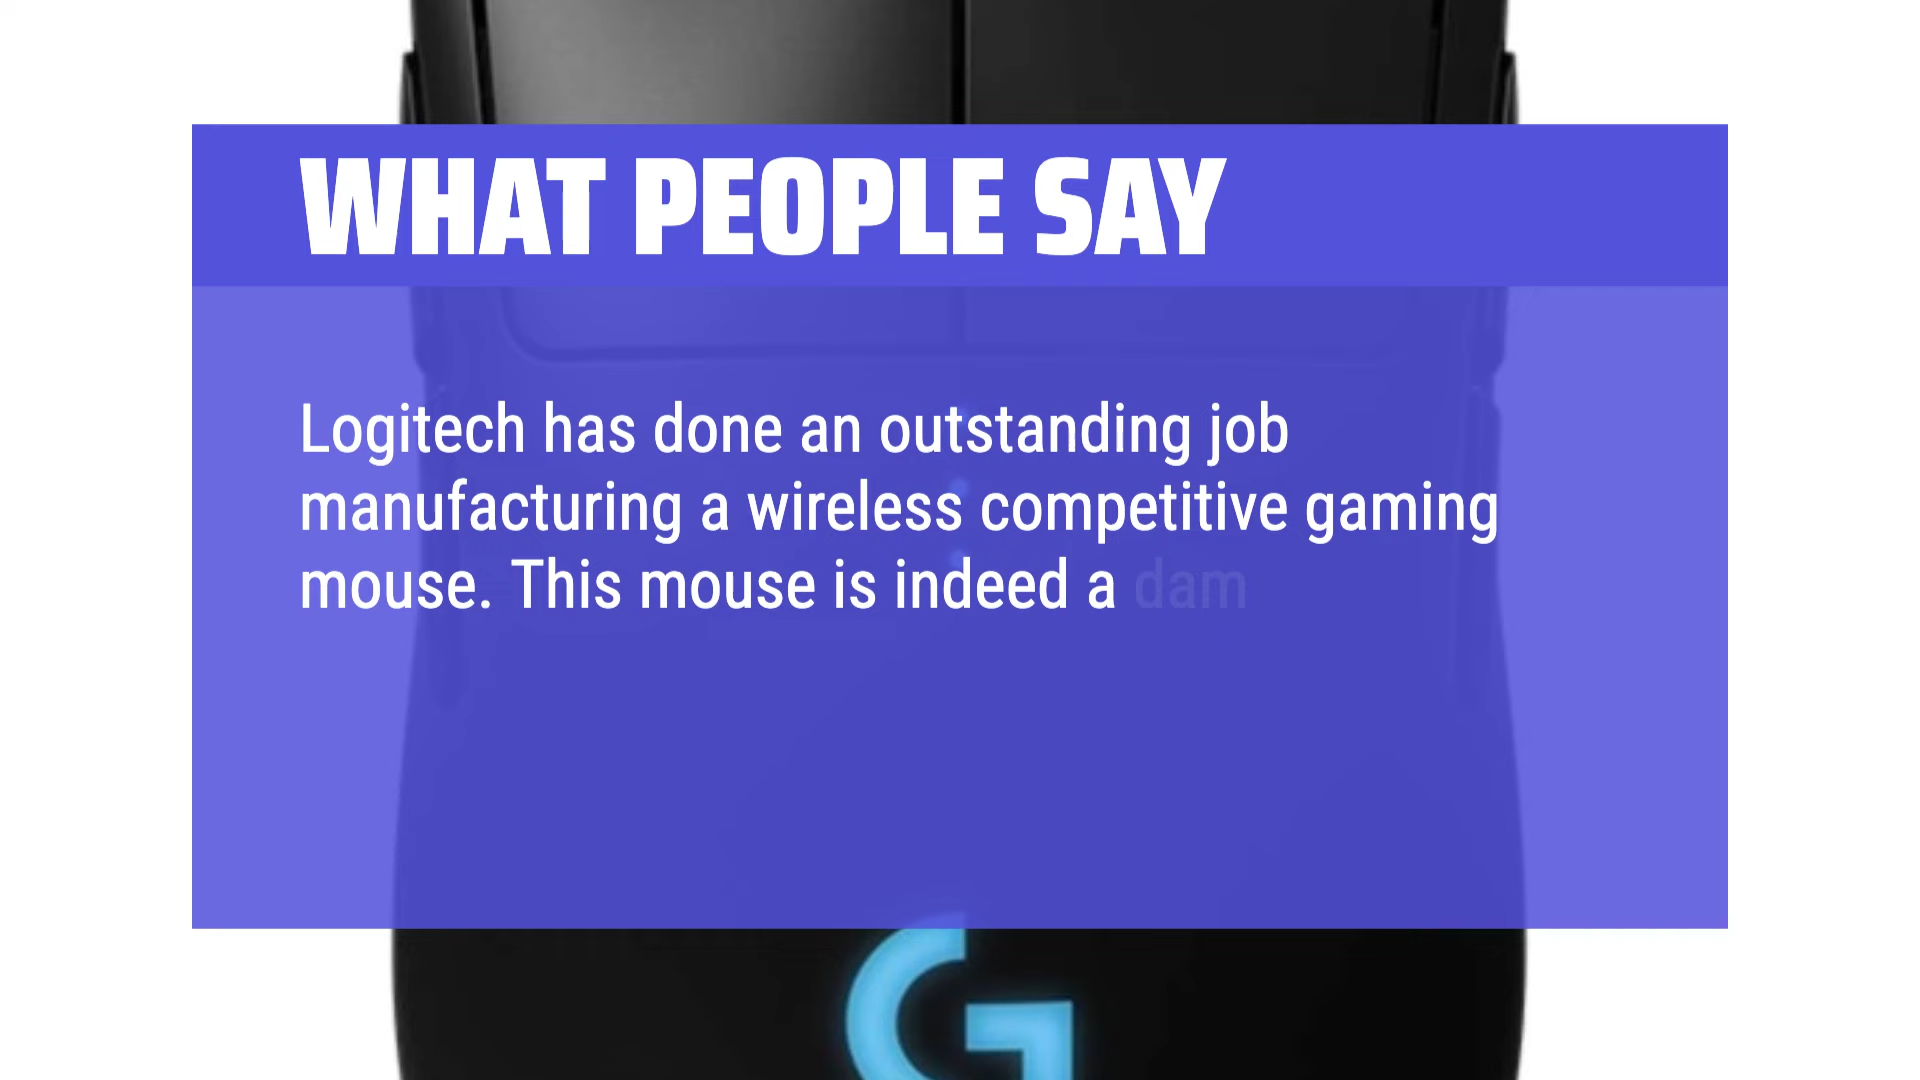 WHAT PEOPLE SAY
Logitech has done an outstanding job
manufacturing a wireless competitive gaming
mouse. This mouse is indeed a dam
G